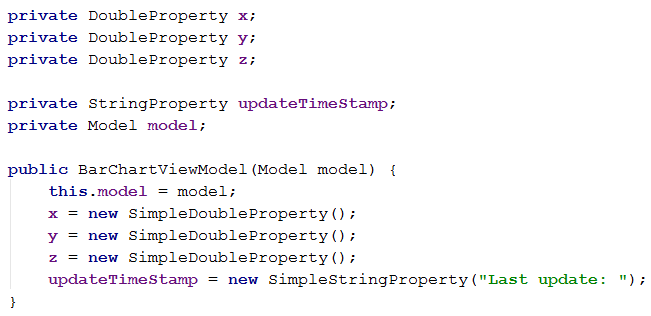 private DoubleProperty x;
private DoubleProperty y;
private DoubleProperty z;

private StringProperty updateTimeStamp;
private Model model;

public BarChartViewModel(Model model) {
    this.model = model;
    x = new SimpleDoubleProperty();
    y = new SimpleDoubleProperty();
    z = new SimpleDoubleProperty();
    updateTimeStamp = new SimpleStringProperty("Last update: ");
}